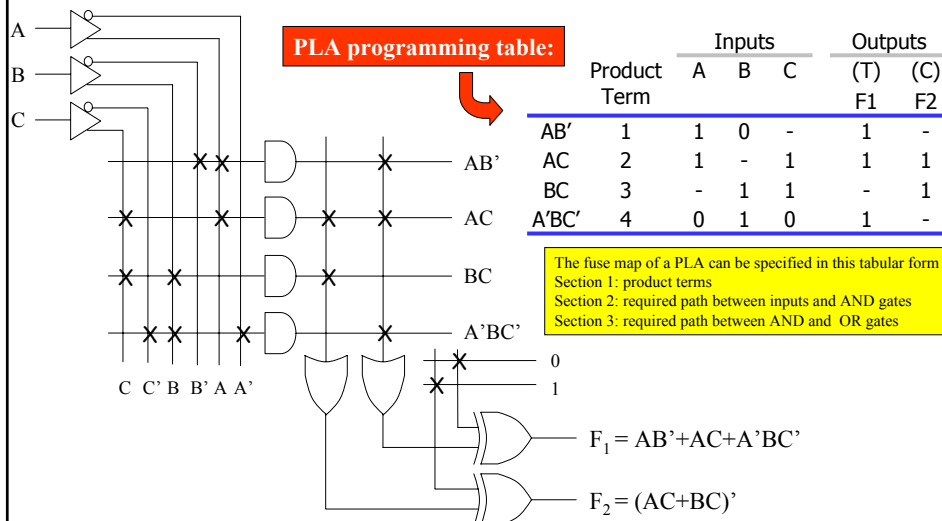 A
B
C
PLA programming table:
Inputs Outputs
Product Term A B C (T) F1 (C) F2
AB' 1 1 0 - 1 -
AC 2 1 - 1 1 1
BC 3 - 1 1 - 1
A'BC' 4 0 1 0 1 -
The fuse map of a PLA can be specified in this tabular form
Section 1: product terms
Section 2: required path between inputs and AND gates
Section 3: required path between AND and OR gates
AB'
AC
BC
A'BC'
C C' B B' A A'
0
1
F1 = AB'+AC+A'BC'
F2 = (AC+BC)'